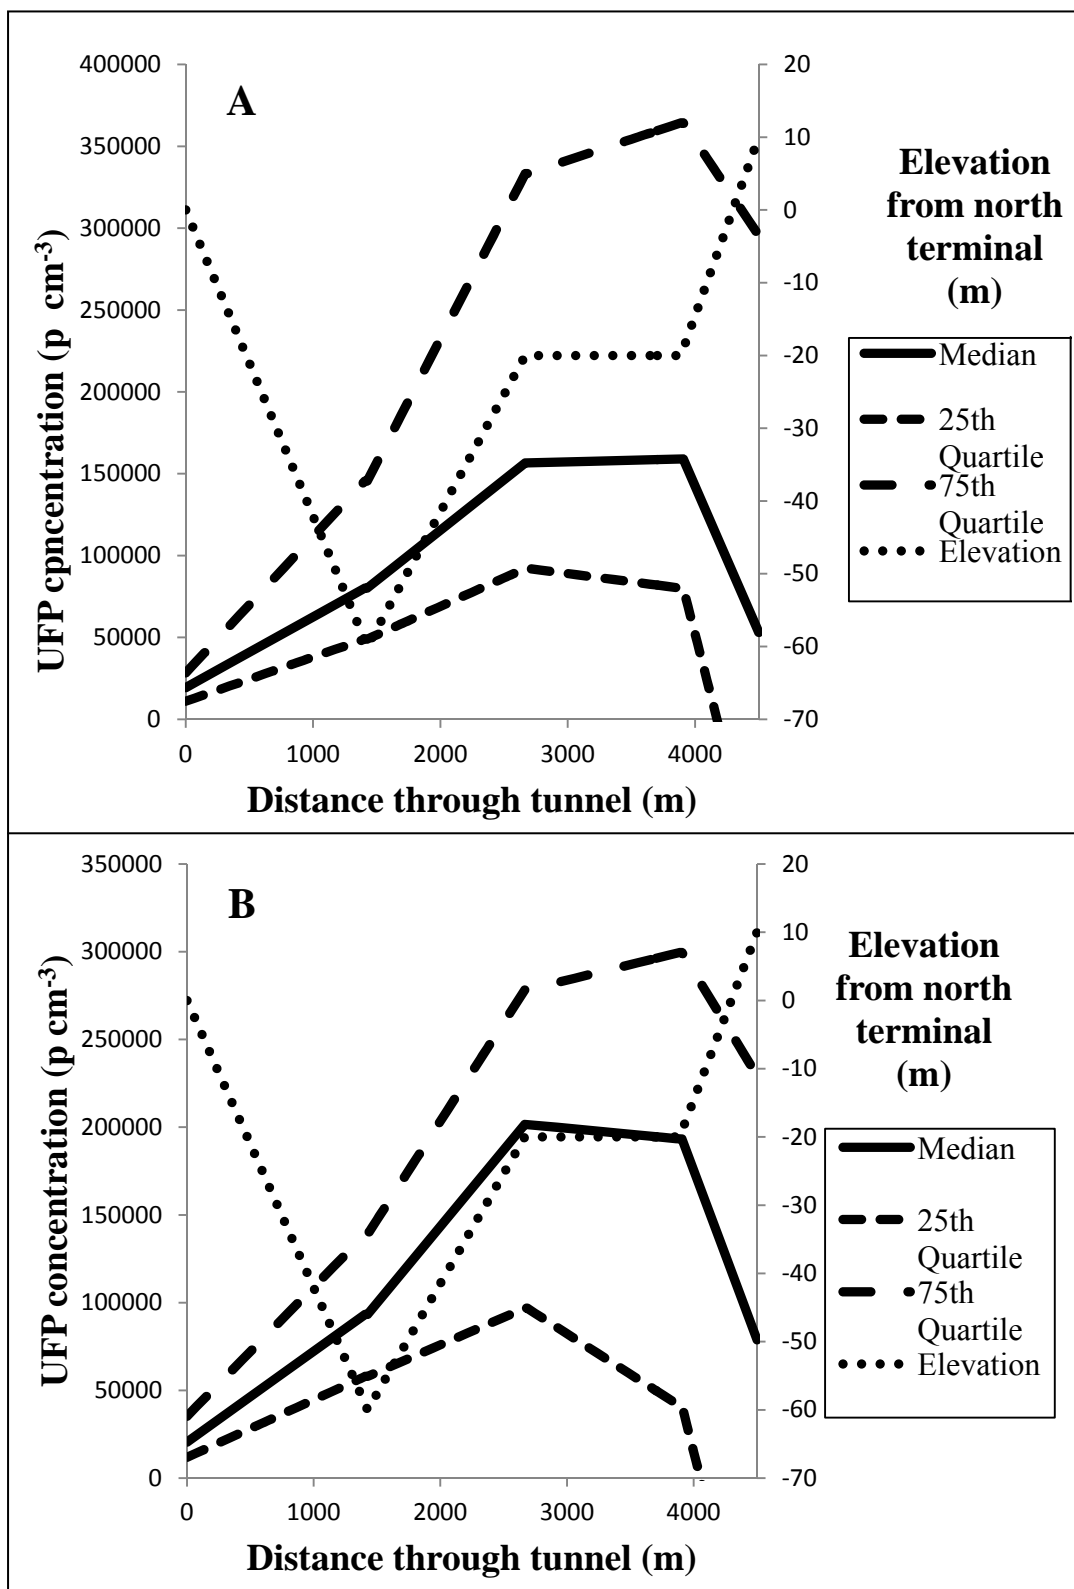 A
400000
350000
300000
250000
200000
150000
100000
50000
0
UFP cpncetration (p cm-3)
0
1000
2000
3000
4000
Distance through tunnel (m)
20
10
0
-10
-20
-30
-40
-50
-60
-70
Elevation
from north
terminal
(m)
Median
25th
Quartile
75th
Quartile
Elevation
B
350000
300000
250000
200000
150000
100000
50000
0
UFP concentration (p cm-3)
0
1000
2000
3000
4000
Distance through tunnel (m)
20
10
0
-10
-20
-30
-40
-50
-60
-70
Elevation
from north
terminal
(m)
Median
25th
Quartile
75th
Quartile
Elevation